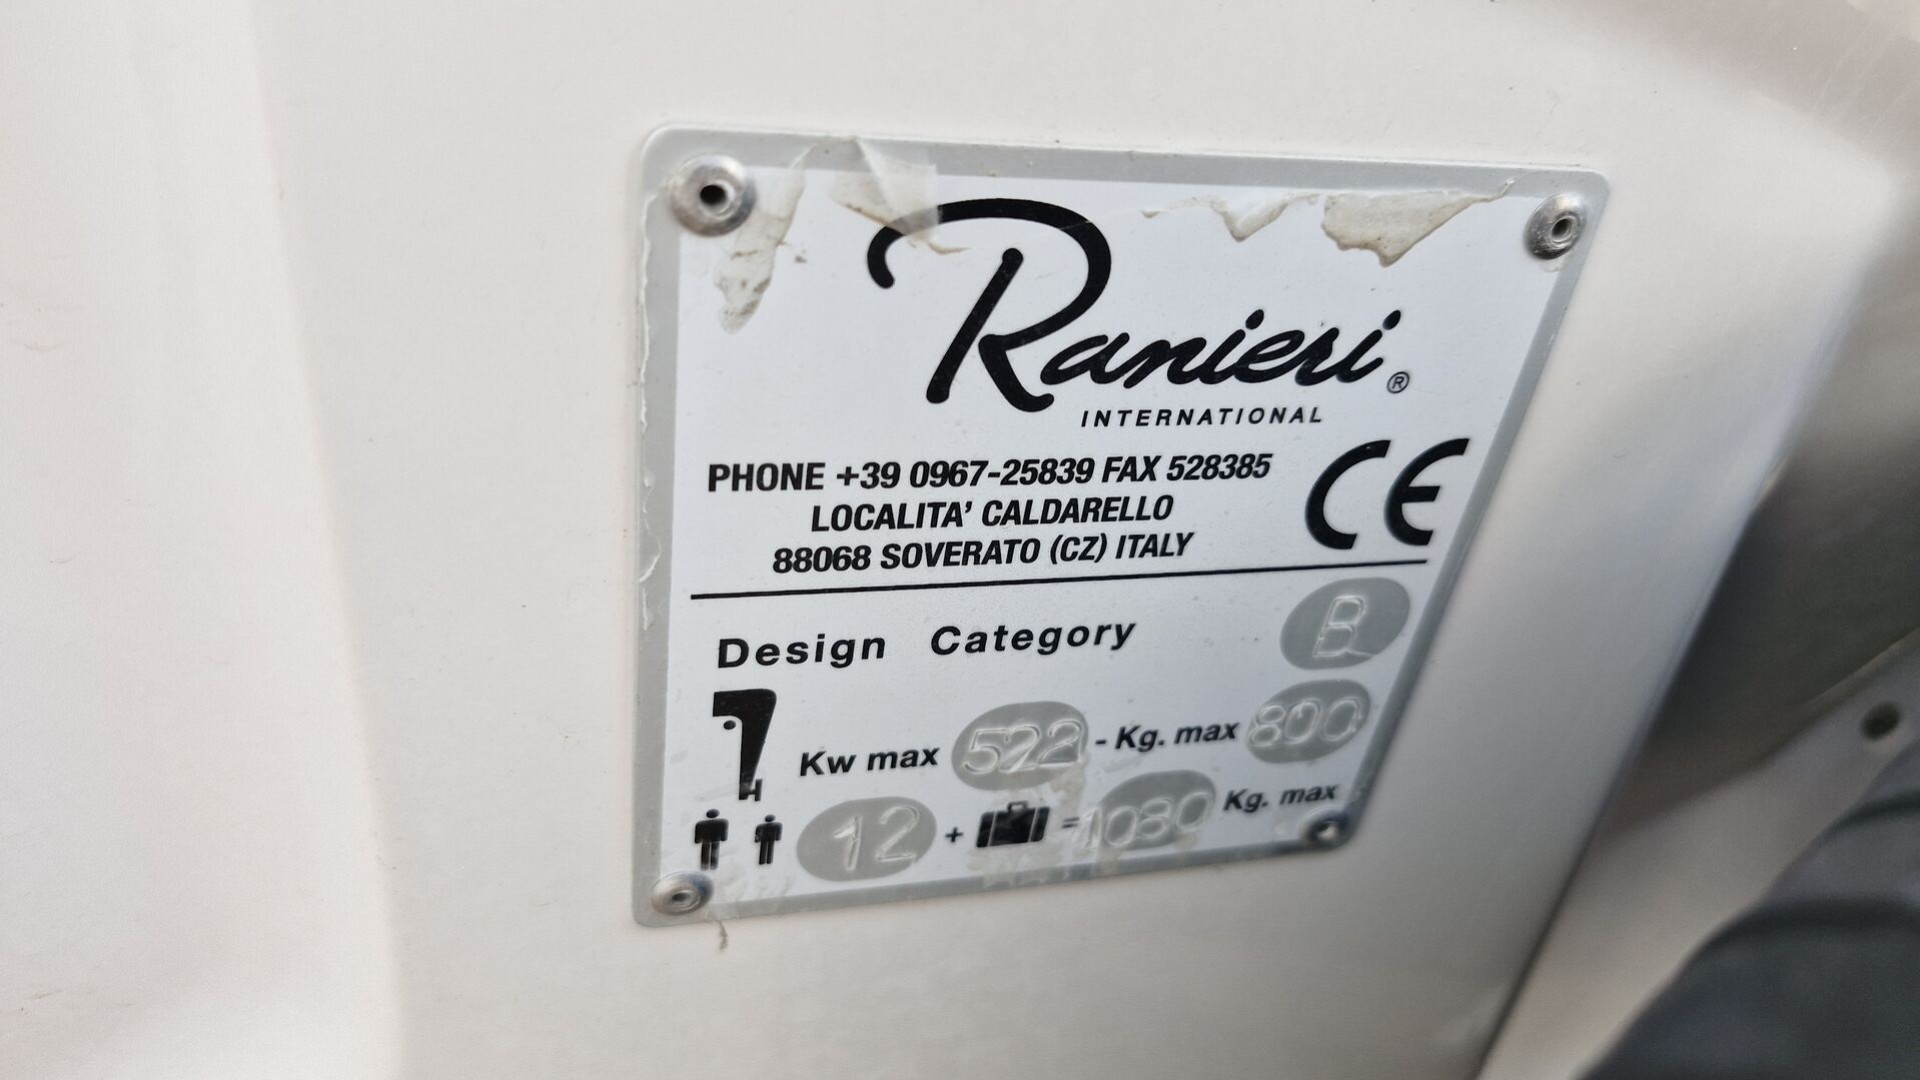 Ranieri®
INTERNATIONAL
PHONE +39 0967-25839 FAX 528385
LOCALITA' CALDARELLO
88068 SOVERATO (CZ) ITALY
CE
Design Category B
Kw max 522 - Kg. max 800
12 + = 1080 Kg. max